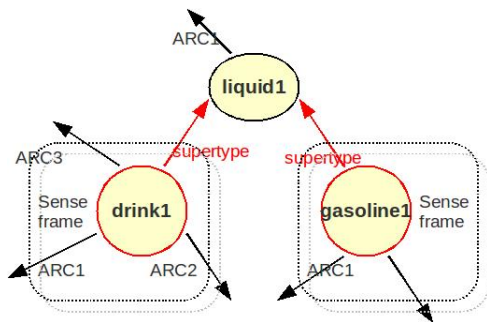 ARC1
liquid1
supertype
supertype
ARC3
Sense
frame
drink1
ARC1
ARC2
gasoline1
Sense
frame
ARC1